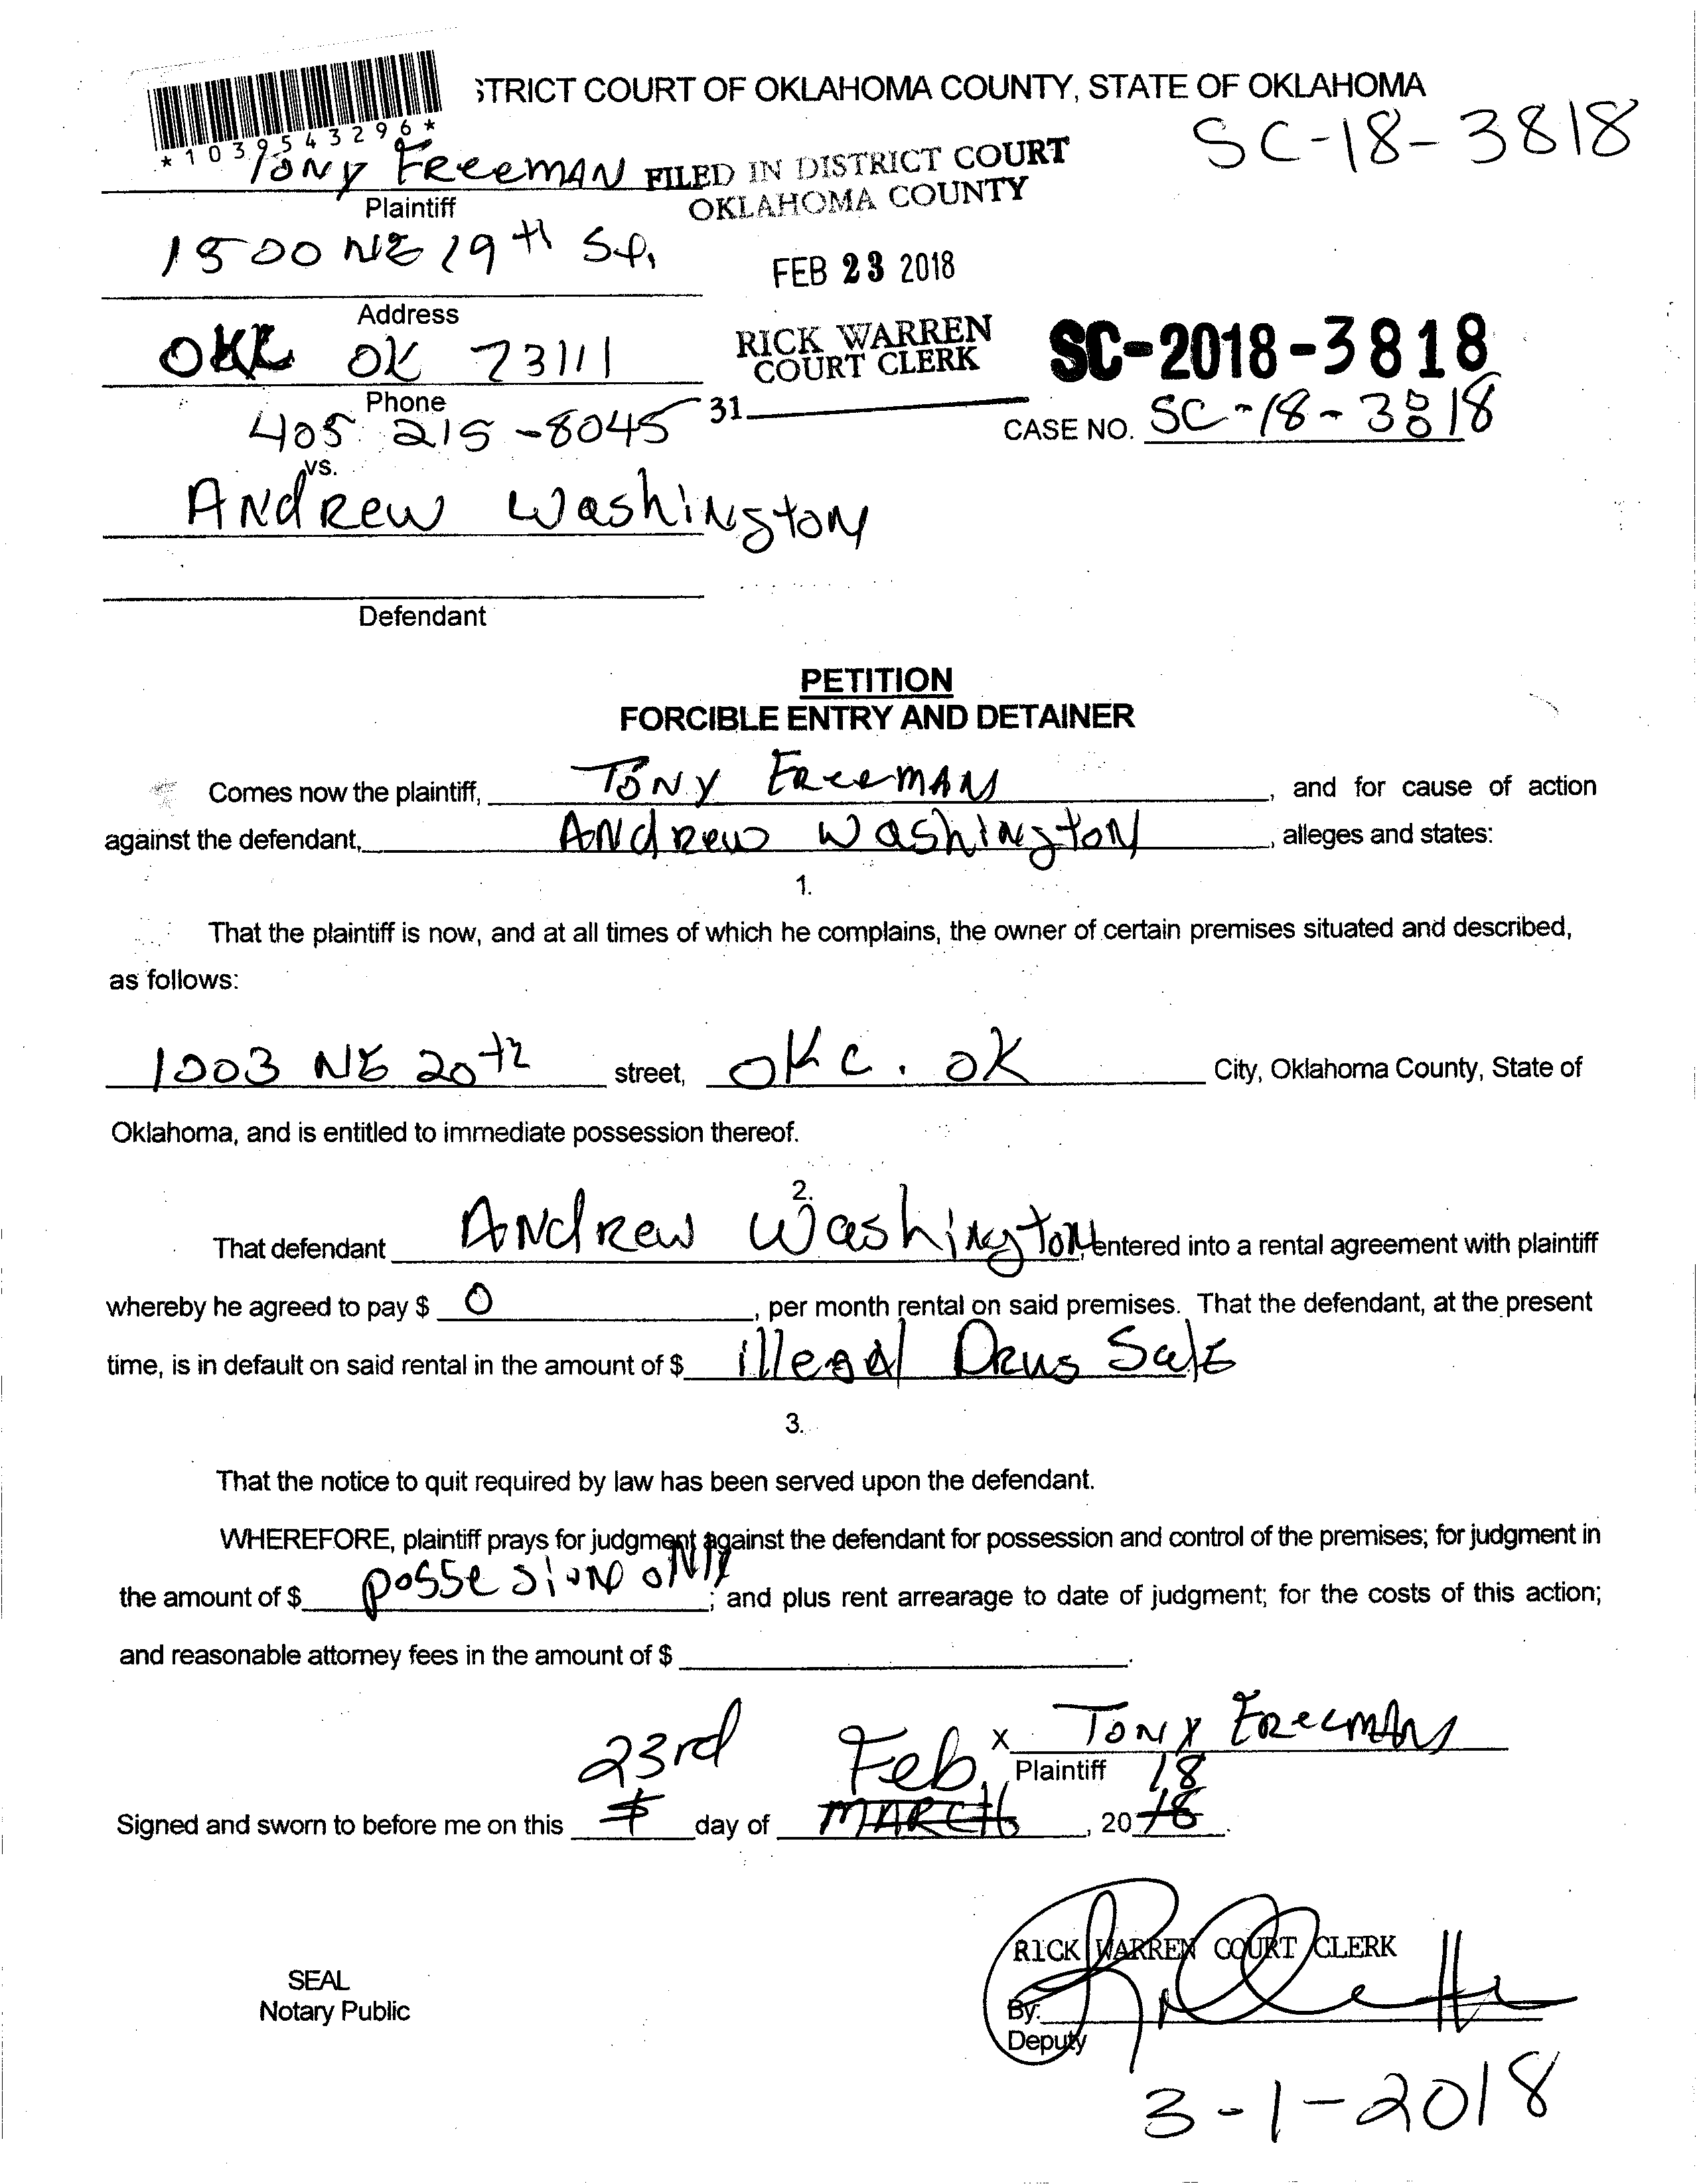 STRICT COURT OF OKLAHOMA COUNTY, STATE OF OKLAHOMA
*1039543296*
SC-18-3818
Tony Freeman
FILED IN DISTRICT COURT
Plaintiff
OKLAHOMA COUNTY
1500 NE 19th St.
FEB 23 2018
Address
RICK WARREN
COURT CLERK
OKC OK 73111
SC-2018-3818
Phone
31
405 215-8045
CASE NO. SC-18-3818
vs.
Andrew Washington
Defendant
PETITION
FORCIBLE ENTRY AND DETAINER
Comes now the plaintiff, Tony Freeman, and for cause of action
against the defendant, Andrew Washington, alleges and states:
1.
That the plaintiff is now, and at all times of which he complains, the owner of certain premises situated and described,
as follows:
1003 NE 20th street, OKC. OK City, Oklahoma County, State of
Oklahoma, and is entitled to immediate possession thereof.
2.
That defendant Andrew Washington, entered into a rental agreement with plaintiff
whereby he agreed to pay $ 0, per month rental on said premises. That the defendant, at the present
time, is in default on said rental in the amount of $ illegal Drug Sale
3.
That the notice to quit required by law has been served upon the defendant.
WHEREFORE, plaintiff prays for judgment against the defendant for possession and control of the premises; for judgment in
the amount of $ possesion only; and plus rent arrearage to date of judgment; for the costs of this action;
and reasonable attorney fees in the amount of $ .
x Tony Freeman
23rd Feb. Plaintiff 18
Signed and sworn to before me on this day of MARCH, 20 18.
RICK WARREN COURT CLERK
SEAL
Notary Public
By:
Deputy
3-1-2018